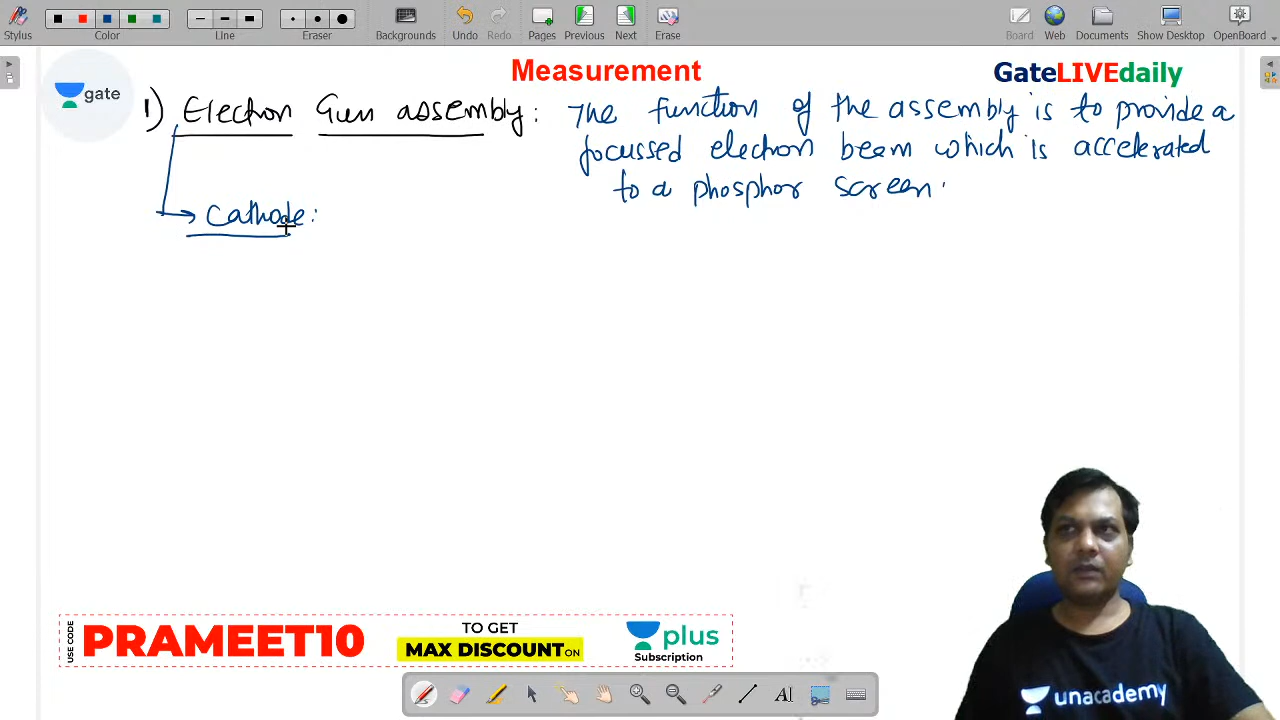 Stylus Color Line Eraser Backgrounds Undo Redo Pages Previous Next Erase Board Web Documents Show Desktop OpenBoard
Measurement
GateLIVEdaily
gate
1) Electron Gun assembly: The function of the assembly is to provide a
focussed electron beam which is accelerated
to a phosphor screen.
Cathode:
USE CODE
PRAMEET10
TO GET
MAX DISCOUNT ON
plus
Subscription
AI
unacademy